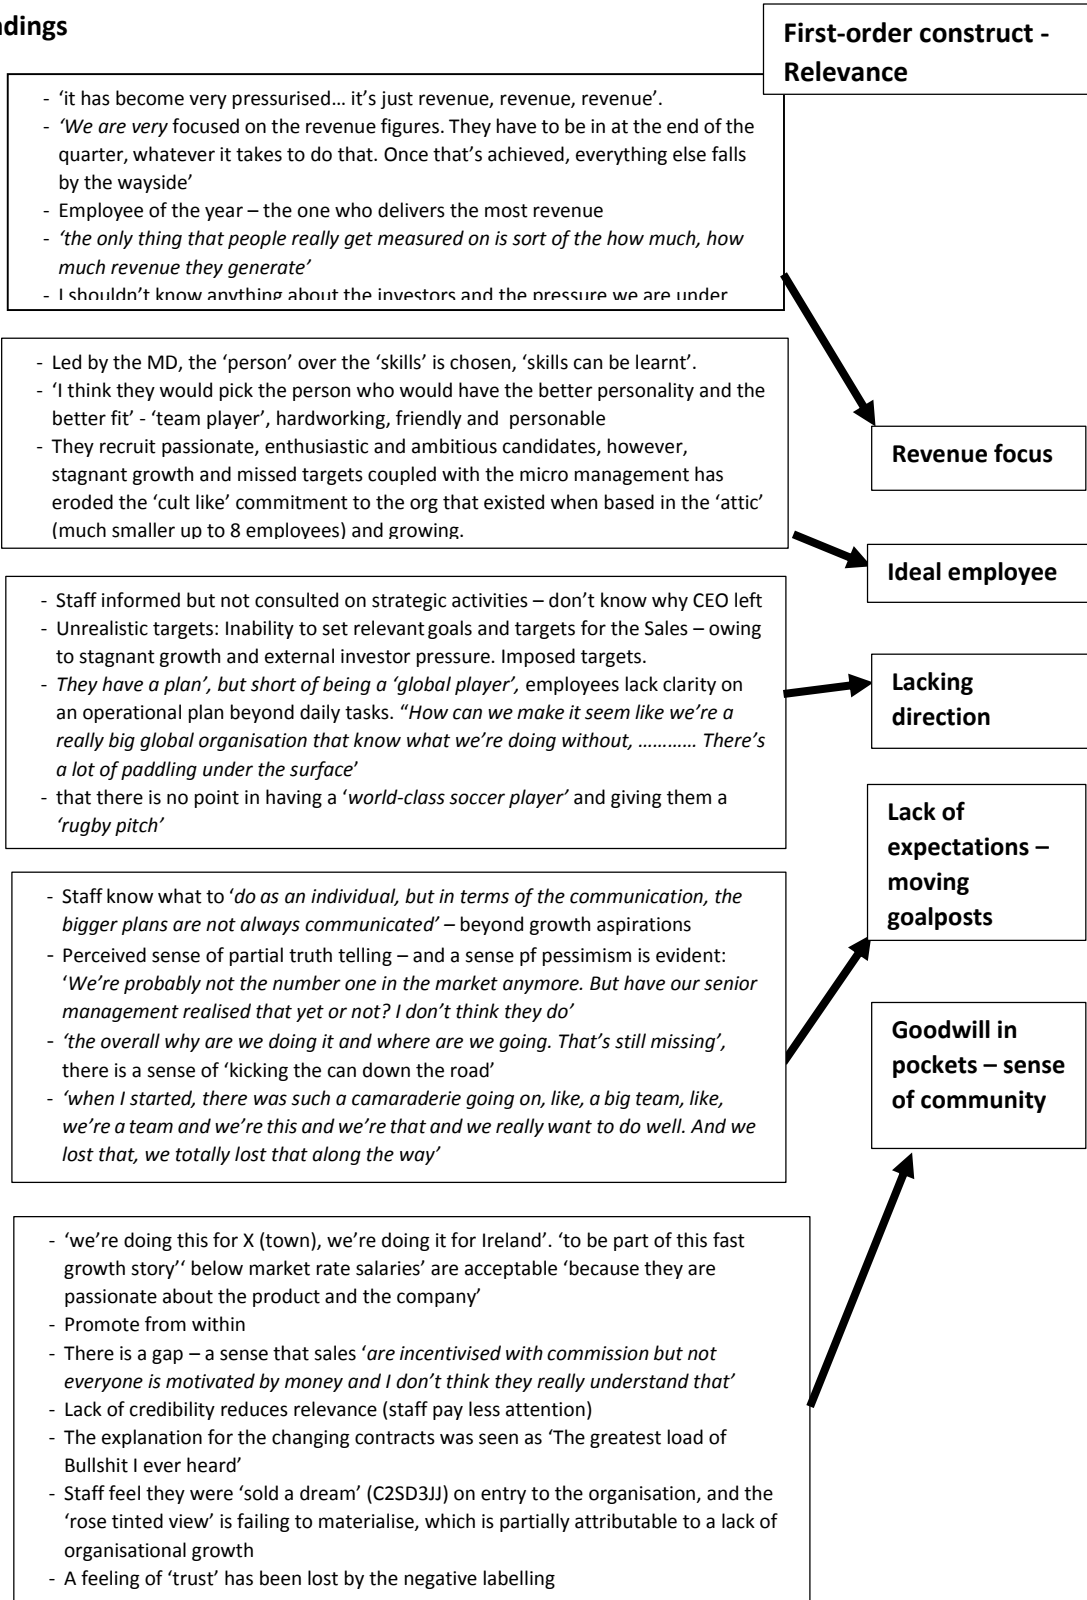 ndings
First-order construct -
Relevance
- ‘it has become very pressurised… it’s just revenue, revenue, revenue’.
- ‘We are very focused on the revenue figures. They have to be in at the end of the
quarter, whatever it takes to do that. Once that’s achieved, everything else falls
by the wayside’
- Employee of the year – the one who delivers the most revenue
- ‘the only thing that people really get measured on is sort of the how much, how
much revenue they generate’
- I shouldn’t know anything about the investors and the pressure we are under
- Led by the MD, the ‘person’ over the ‘skills’ is chosen, ‘skills can be learnt’.
- ‘I think they would pick the person who would have the better personality and the
better fit’ - ‘team player’, hardworking, friendly and personable
- They recruit passionate, enthusiastic and ambitious candidates, however,
stagnant growth and missed targets coupled with the micro management has
eroded the ‘cult like’ commitment to the org that existed when based in the ‘attic’
(much smaller up to 8 employees) and growing.
Revenue focus
Ideal employee
- Staff informed but not consulted on strategic activities – don’t know why CEO left
- Unrealistic targets: Inability to set relevant goals and targets for the Sales – owing
to stagnant growth and external investor pressure. Imposed targets.
- They have a plan’, but short of being a ‘global player’, employees lack clarity on
an operational plan beyond daily tasks. “How can we make it seem like we’re a
really big global organisation that know what we’re doing without, ………… There’s
a lot of paddling under the surface’
- that there is no point in having a ‘world-class soccer player’ and giving them a
‘rugby pitch’
Lacking
direction
Lack of
expectations –
moving
goalposts
- Staff know what to ‘do as an individual, but in terms of the communication, the
bigger plans are not always communicated’ – beyond growth aspirations
- Perceived sense of partial truth telling – and a sense pf pessimism is evident:
‘We’re probably not the number one in the market anymore. But have our senior
management realised that yet or not? I don’t think they do’
- ‘the overall why are we doing it and where are we going. That’s still missing’,
there is a sense of ‘kicking the can down the road’
- ‘when I started, there was such a camaraderie going on, like, a big team, like,
we’re a team and we’re this and we’re that and we really want to do well. And we
lost that, we totally lost that along the way’
Goodwill in
pockets – sense
of community
- ‘we’re doing this for X (town), we’re doing it for Ireland’. ‘to be part of this fast
growth story’‘ below market rate salaries’ are acceptable ‘because they are
passionate about the product and the company’
- Promote from within
- There is a gap – a sense that sales ‘are incentivised with commission but not
everyone is motivated by money and I don’t think they really understand that’
- Lack of credibility reduces relevance (staff pay less attention)
- The explanation for the changing contracts was seen as ‘The greatest load of
Bullshit I ever heard’
- Staff feel they were ‘sold a dream’ (C2SD3JJ) on entry to the organisation, and the
‘rose tinted view’ is failing to materialise, which is partially attributable to a lack of
organisational growth
- A feeling of ‘trust’ has been lost by the negative labelling